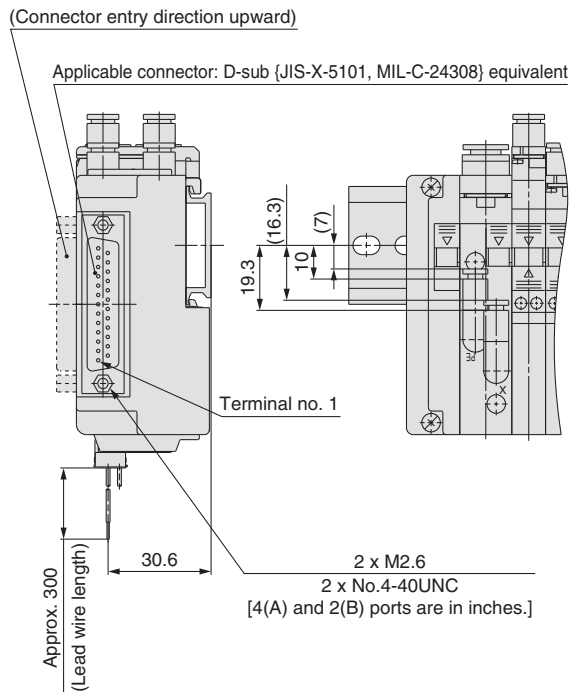 (Connector entry direction upward)
Applicable connector: D-sub {JIS-X-5101, MIL-C-24308} equivalent
(7)
(16.3)
10
19.3
PE
X
Terminal no. 1
30.6
2 x M2.6
2 x No.4-40UNC
[4(A) and 2(B) ports are in inches.]
Approx. 300
(Lead wire length)